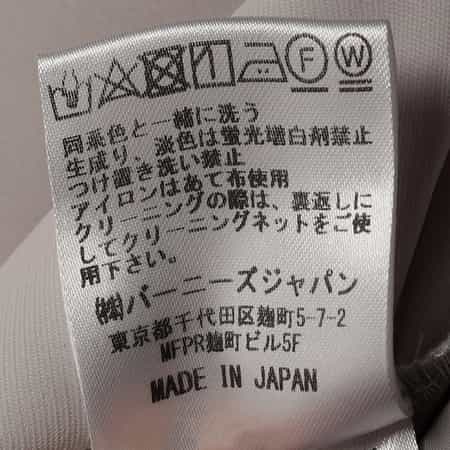 F W
同系色と一緒に洗う
生成り、淡色は蛍光増白剤禁止
つけ置き洗い禁止
アイロンはあて布使用
クリーニングの際は、裏返しに
してクリーニングネットをご使
用下さい。
㈱バーニーズジャパン
東京都千代田区麹町5-7-2
MFPR麹町ビル5F
MADE IN JAPAN